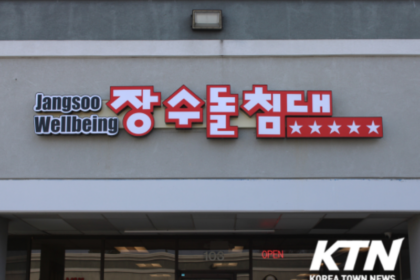 Jangsoo
Wellbeing
장수돌침대
OPEN
KTN
KOREA TOWN NEWS